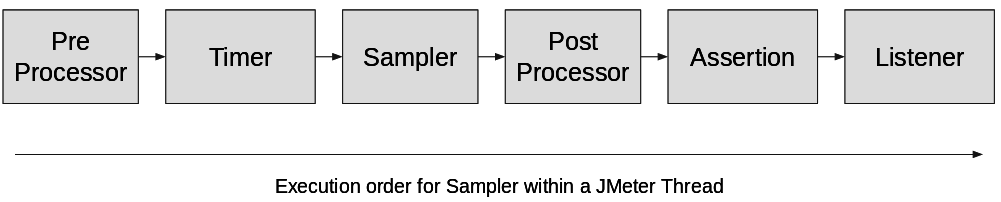 Pre
Processor
Timer
Sampler
Post
Processor
Assertion
Listener
Execution order for Sampler within a JMeter Thread